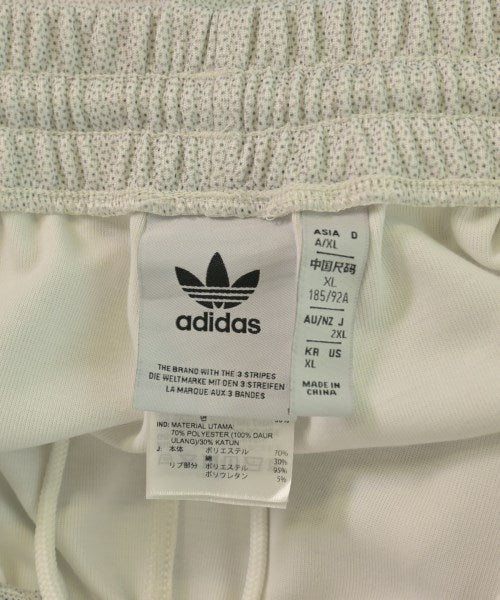 adidas
THE BRAND WITH THE 3 STRIPES
DIE WELTMARKE MIT DEN 3 STREIFEN
LA MARQUE AUX 3 BANDES
ASIA D
A/XL
中国尺码
XL
185/92A
AU/NZ J
2XL
KR US
XL
MADE IN
CHINA
IND: MATERIAL UTAMA:
70% POLYESTER (100% DAUR
ULANG)/30% KATUN
J: 本体 ポリエステル 70%
綿 30%
リブ部分 ポリエステル 95%
ポリウレタン 5%